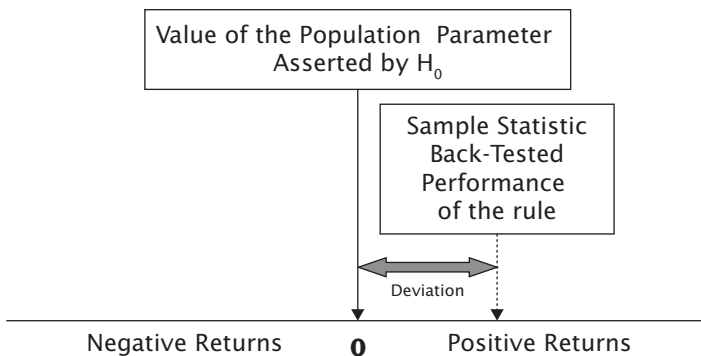 Value of the Population Parameter
Asserted by H₀
Sample Statistic
Back-Tested
Performance
of the rule
Deviation
Negative Returns 0 Positive Returns